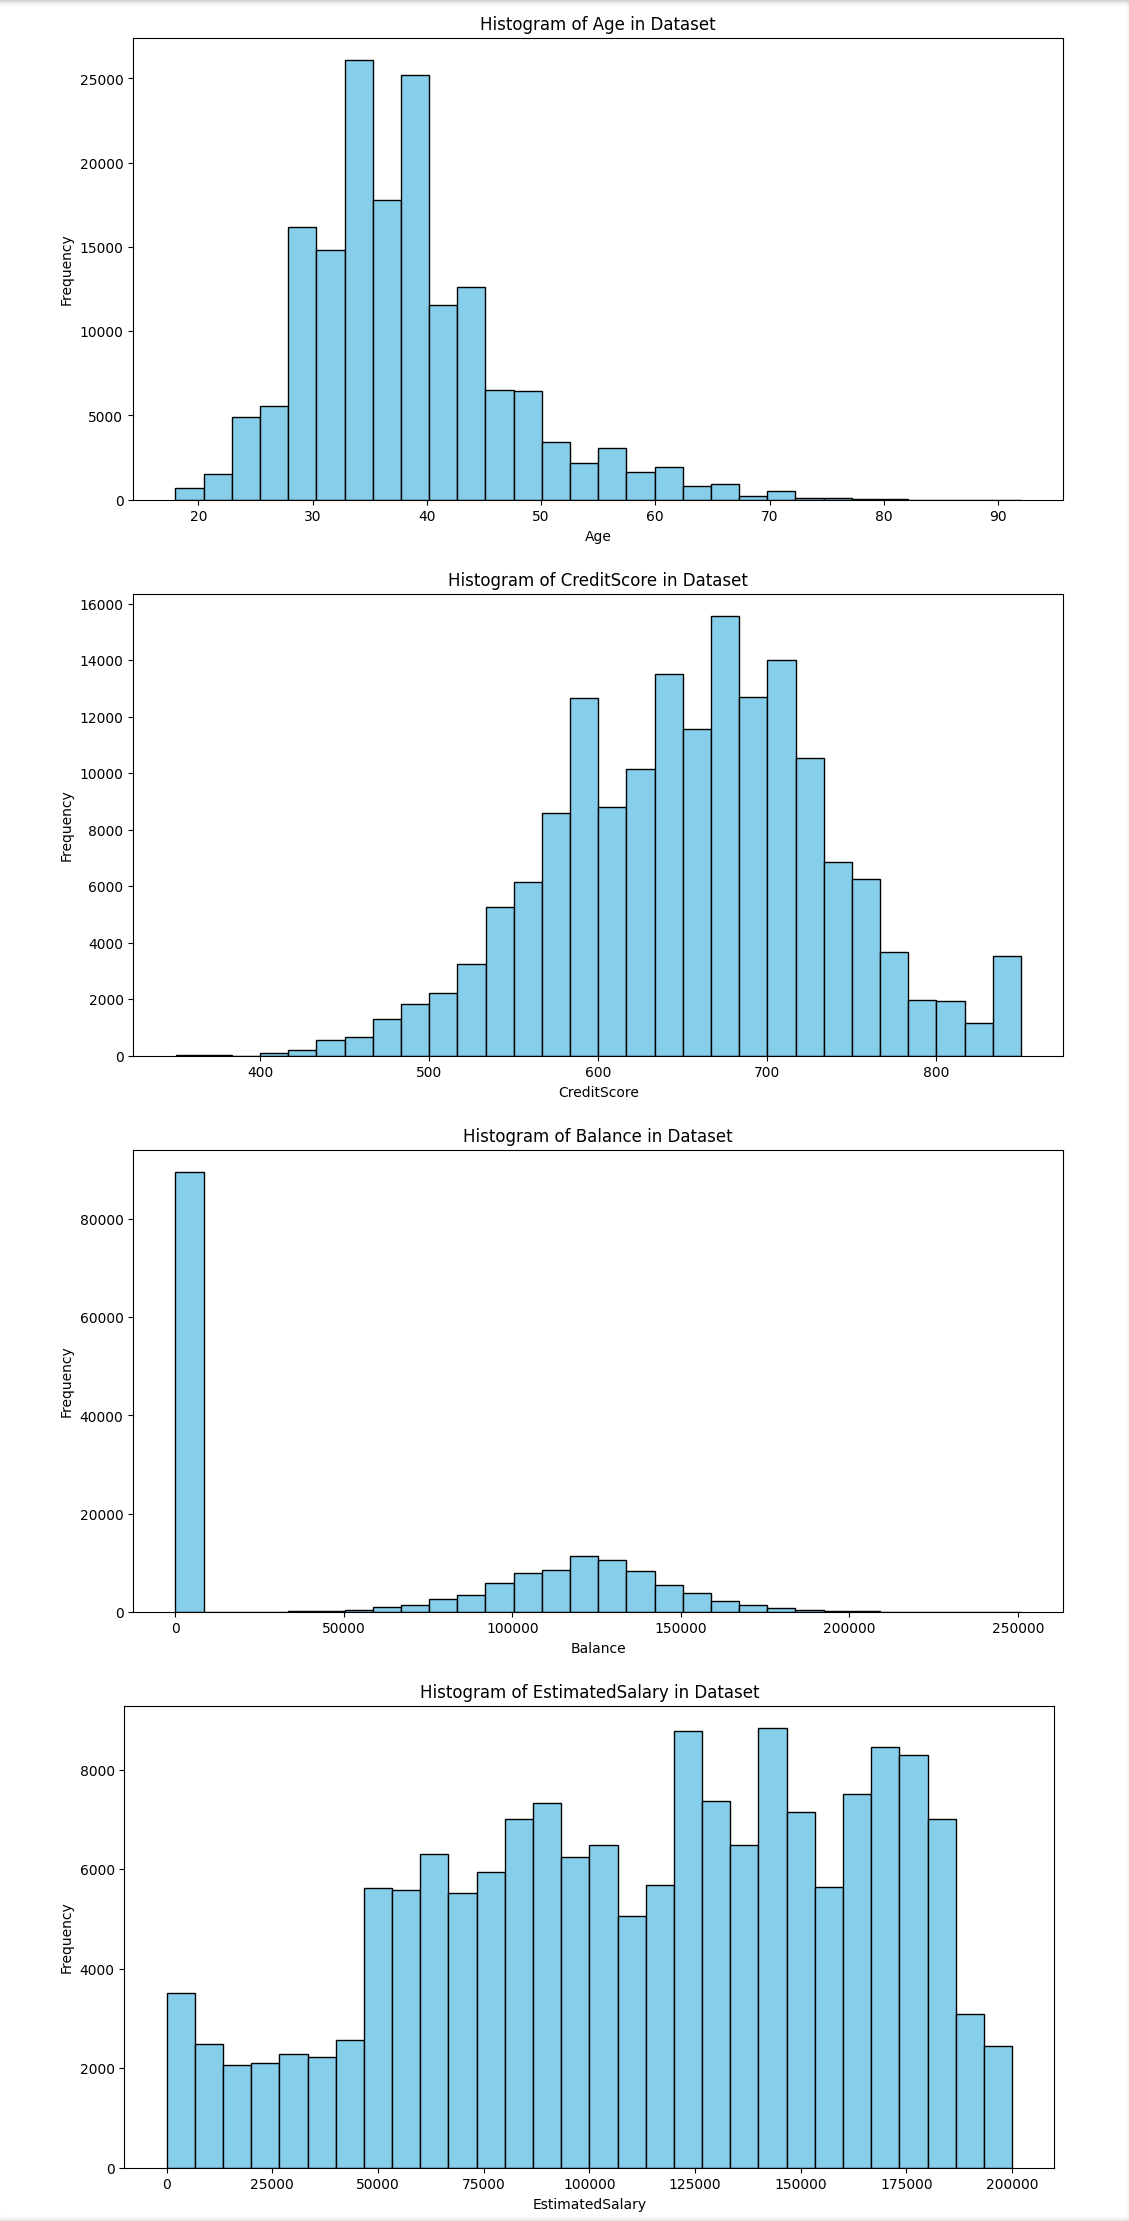 Histogram of Age in Dataset
25000
20000
15000
10000
5000
0
Frequency
20 30 40 50 60 70 80 90
Age
Histogram of CreditScore in Dataset
16000
14000
12000
10000
8000
6000
4000
2000
0
Frequency
400 500 600 700 800
CreditScore
Histogram of Balance in Dataset
80000
60000
40000
20000
0
Frequency
0 50000 100000 150000 200000 250000
Balance
Histogram of EstimatedSalary in Dataset
8000
6000
4000
2000
0
Frequency
0 25000 50000 75000 100000 125000 150000 175000 200000
EstimatedSalary